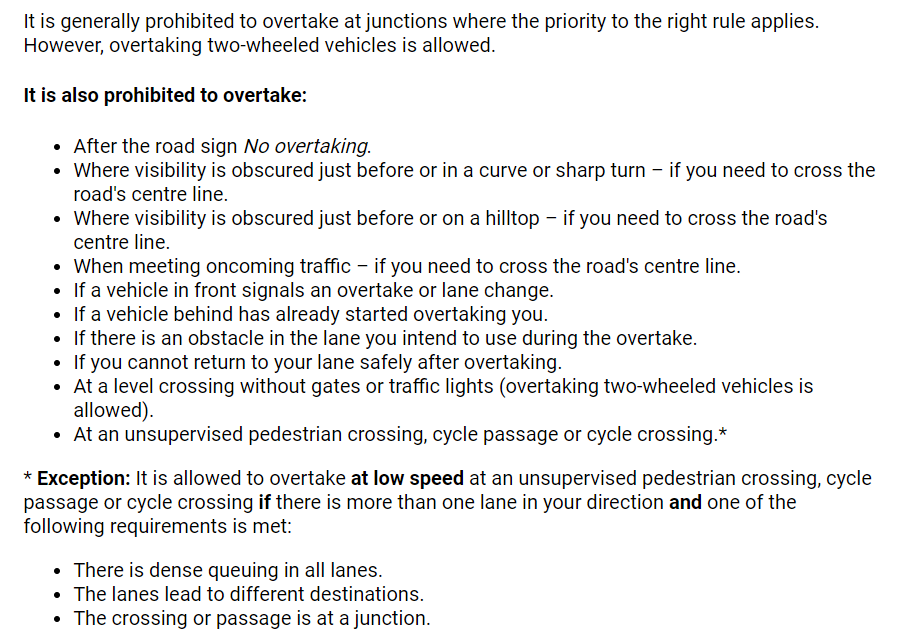 It is generally prohibited to overtake at junctions where the priority to the right rule applies.
However, overtaking two-wheeled vehicles is allowed.
It is also prohibited to overtake:
• After the road sign No overtaking.
• Where visibility is obscured just before or in a curve or sharp turn – if you need to cross the
road's centre line.
• Where visibility is obscured just before or on a hilltop – if you need to cross the road's
centre line.
• When meeting oncoming traffic – if you need to cross the road's centre line.
• If a vehicle in front signals an overtake or lane change.
• If a vehicle behind has already started overtaking you.
• If there is an obstacle in the lane you intend to use during the overtake.
• If you cannot return to your lane safely after overtaking.
• At a level crossing without gates or traffic lights (overtaking two-wheeled vehicles is
allowed).
• At an unsupervised pedestrian crossing, cycle passage or cycle crossing.*
* Exception: It is allowed to overtake at low speed at an unsupervised pedestrian crossing, cycle
passage or cycle crossing if there is more than one lane in your direction and one of the
following requirements is met:
• There is dense queuing in all lanes.
• The lanes lead to different destinations.
• The crossing or passage is at a junction.